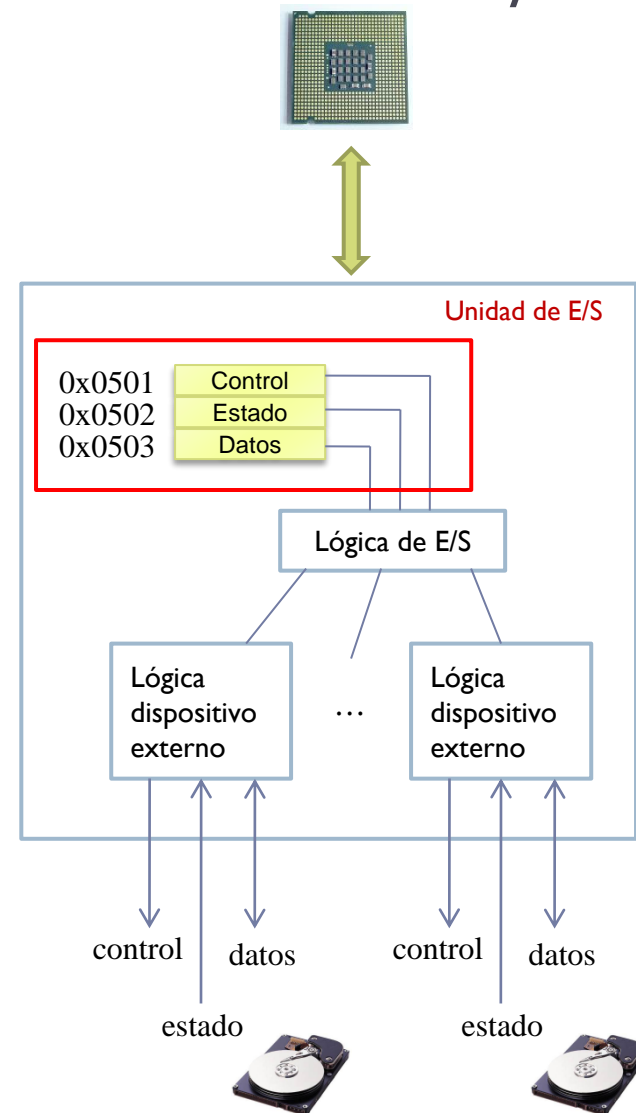 Unidad de E/S
0x0501 Control
0x0502 Estado
0x0503 Datos
Lógica de E/S
Lógica
dispositivo
externo
...
Lógica
dispositivo
externo
control datos control datos
estado estado